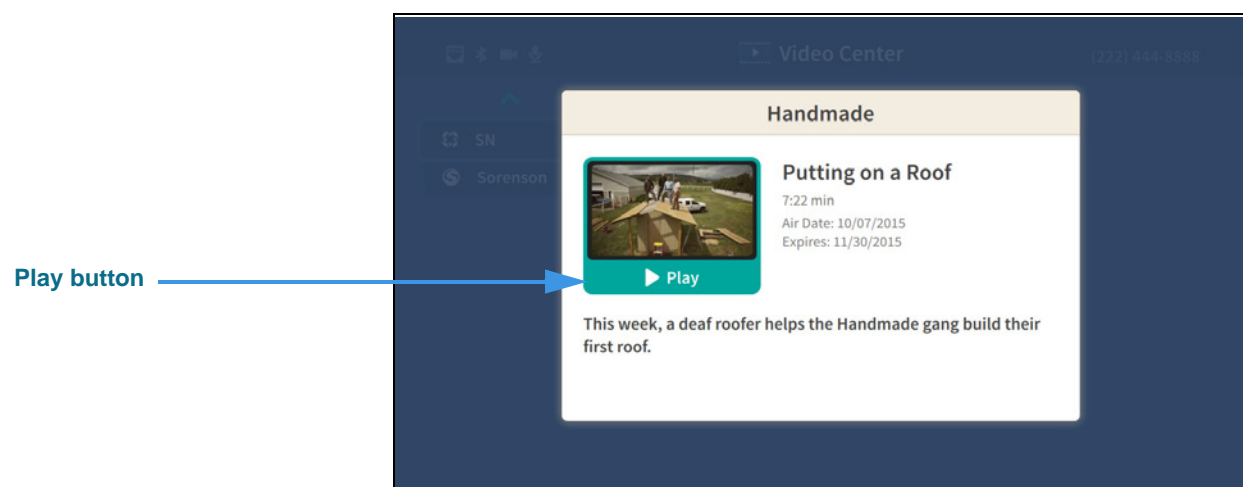 Video Center
(222) 444-8888
Handmade
SN
Sorenson
Putting on a Roof
7:22 min
Air Date: 10/07/2015
Expires: 11/30/2015
Play button
Play
This week, a deaf roofer helps the Handmade gang build their
first roof.